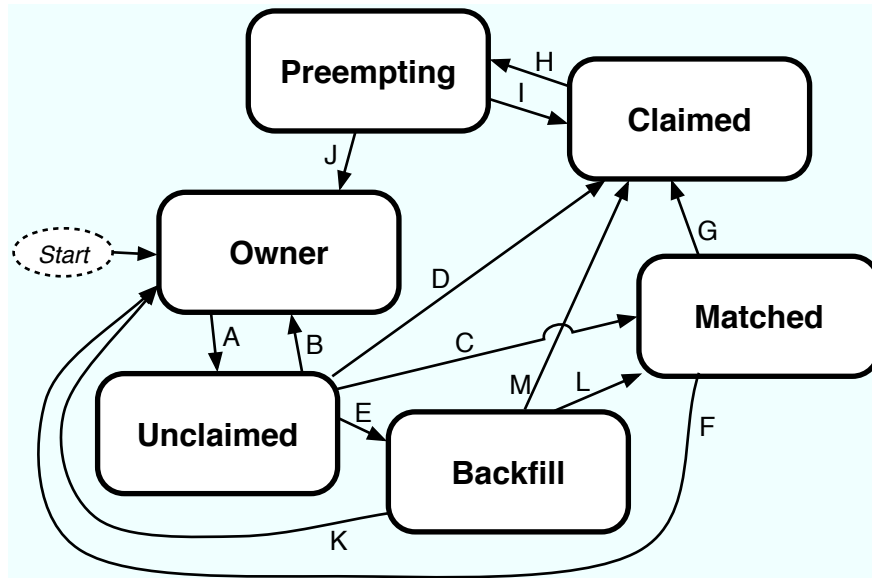 Preempting
H
I
Claimed
J
Start
Owner
G
D
A
B
C
Matched
Unclaimed
E
M
L
F
Backfill
K